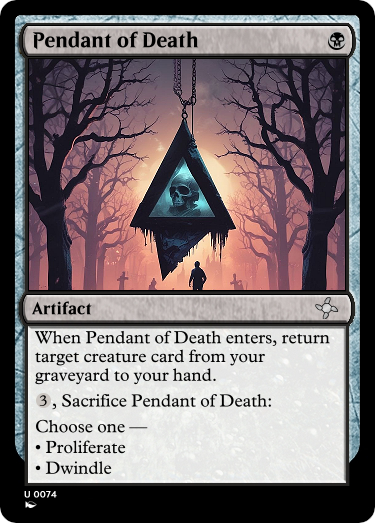 Pendant of Death
Artifact
When Pendant of Death enters, return
target creature card from your
graveyard to your hand.
3, Sacrifice Pendant of Death:
Choose one —
• Proliferate
• Dwindle
U 0074